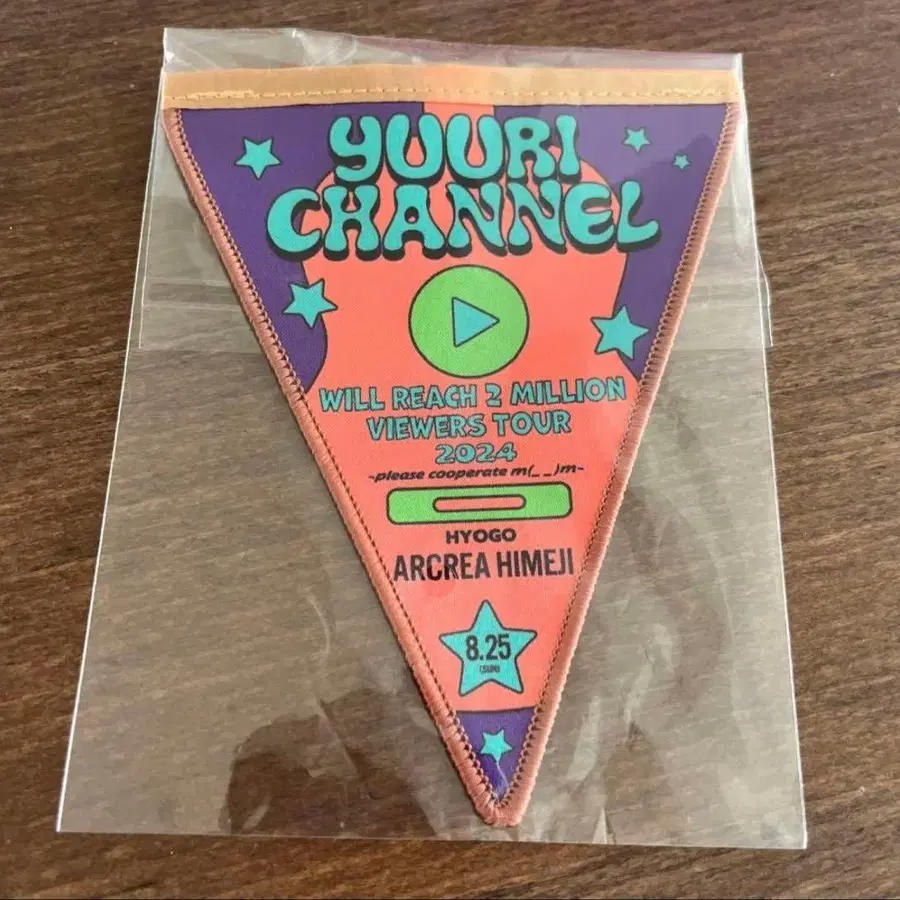 YUURI
CHANNEL
WILL REACH 2 MILLION
VIEWERS TOUR
2024
~please cooperate m(_ _)m~
HYOGO
ARCREA HIMEJI
8.25
(SUN)